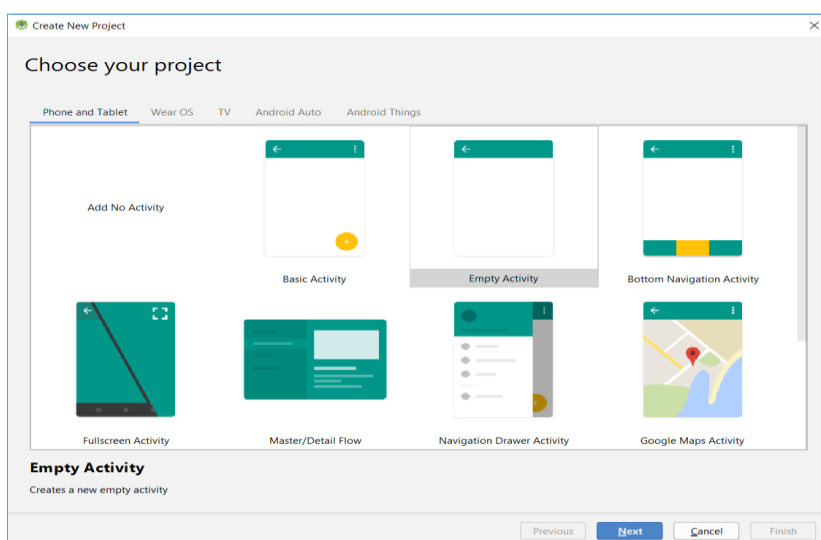 Create New Project
Choose your project
Phone and Tablet Wear OS TV Android Auto Android Things
Add No Activity
Basic Activity
Empty Activity
Bottom Navigation Activity
Fullscreen Activity
Master/Detail Flow
Navigation Drawer Activity
Google Maps Activity
Empty Activity
Creates a new empty activity
Previous Next Cancel Finish